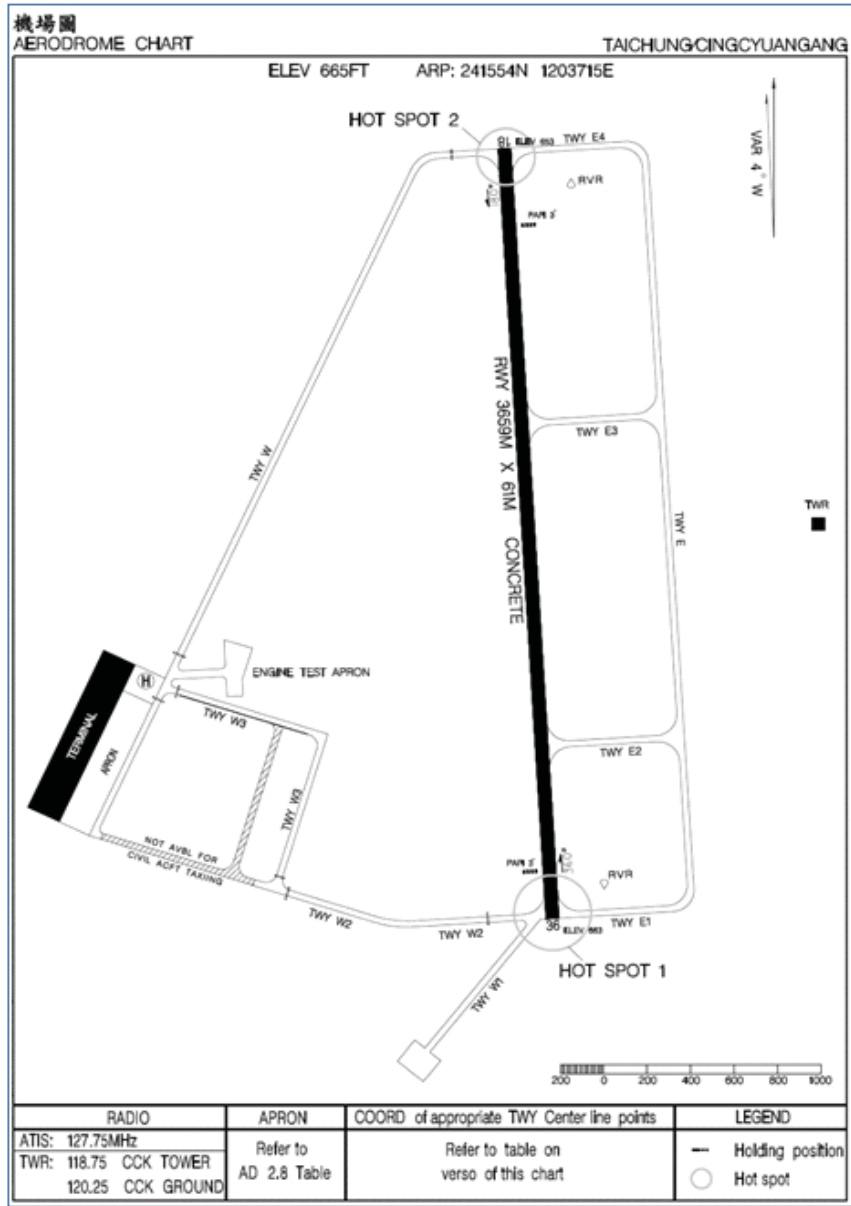 機場圖
AERODROME CHART
TAICHUNG/CINGCYUANGANG
ELEV 665FT ARP: 241554N 1203715E
HOT SPOT 2
18 ELEV 653
TWY E4
VAR 4° W
RVR
PAPI 3°
RWY 3659M X 61M CONCRETE
TWY E3
TWY W
TWY E
TWR
H
ENGINE TEST APRON
TERMINAL
APRON
TWY W3
TWY W3
TWY E2
NOT AVBL FOR
CIVIL ACFT TAXIING
PAPI 3°
RVR
TWY W2
TWY W2
36 ELEV 663
TWY E1
HOT SPOT 1
TWY W1
200 0 200 400 600 800 1000
RADIO
ATIS: 127.75MHz
TWR: 118.75 CCK TOWER
120.25 CCK GROUND
APRON
Refer to
AD 2.8 Table
COORD of appropriate TWY Center line points
Refer to table on
verso of this chart
LEGEND
Holding position
Hot spot